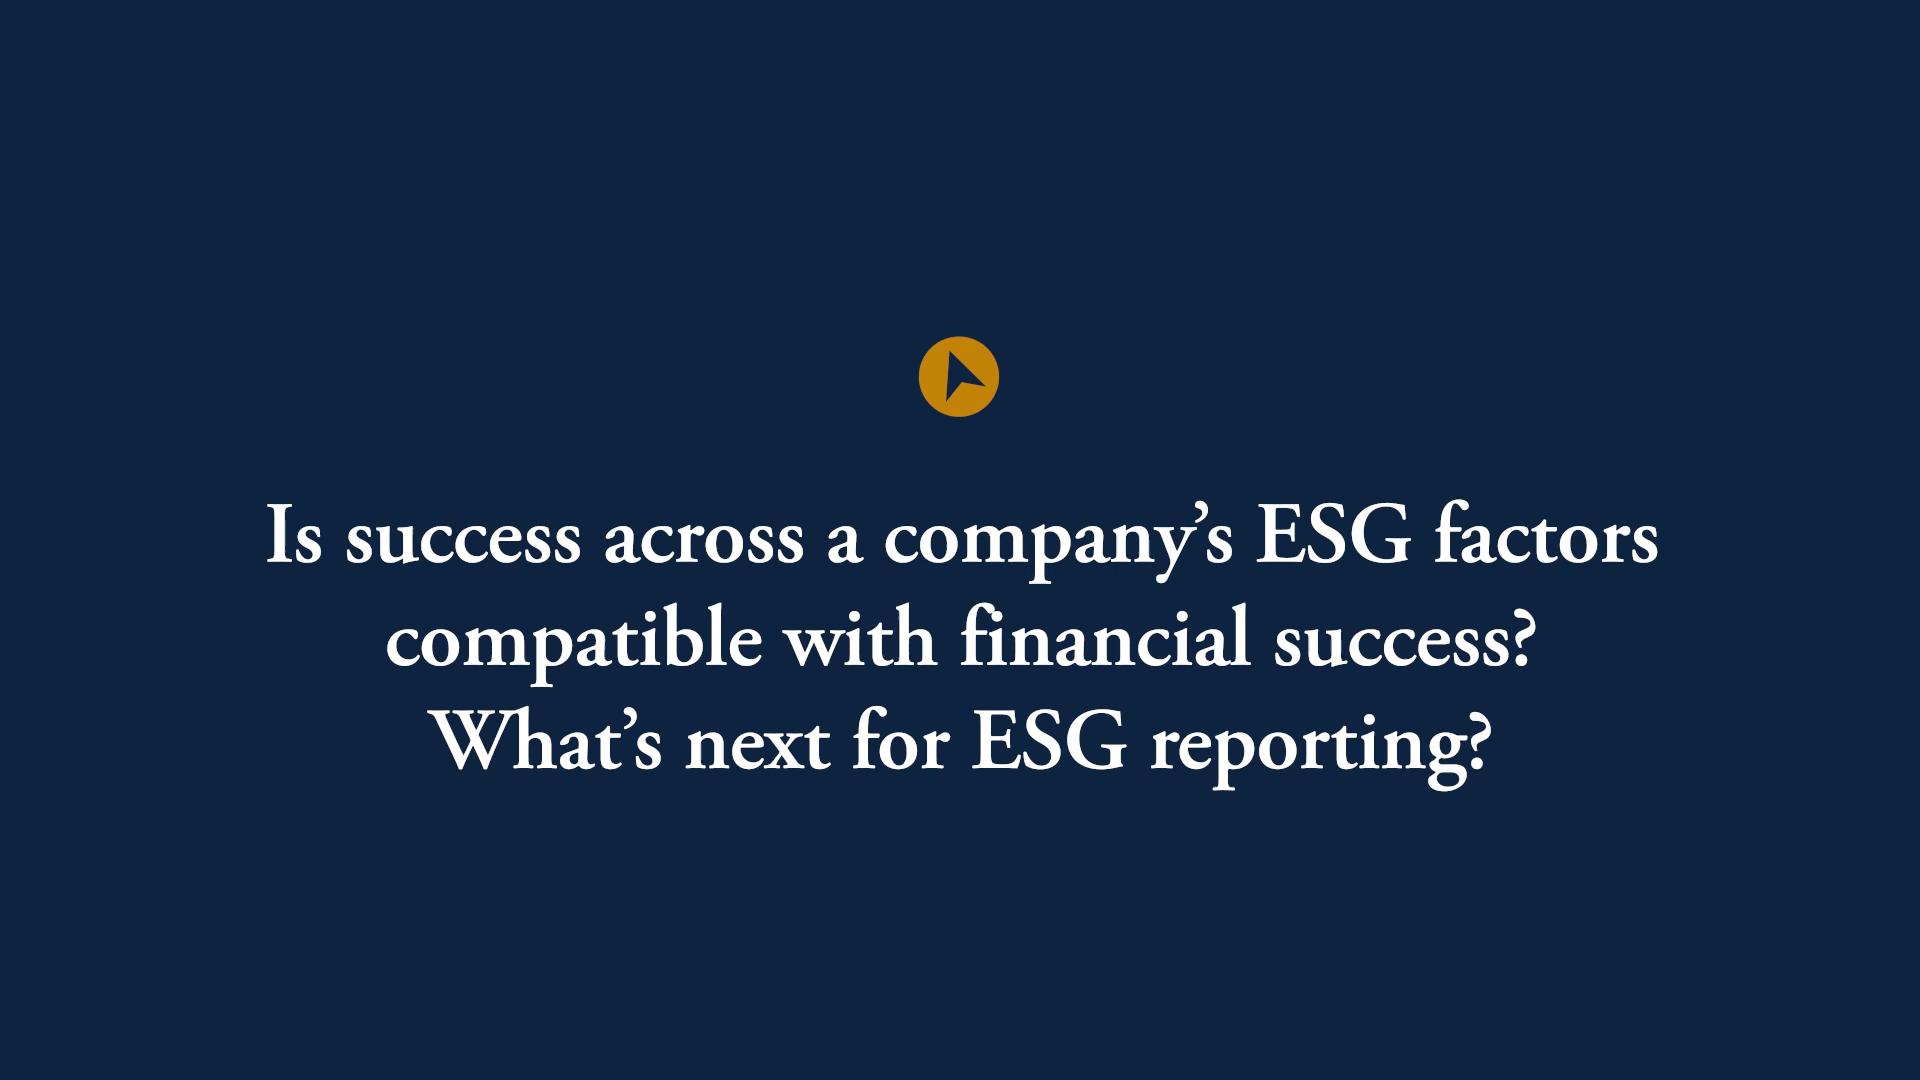 Is success across a company’s ESG factors
compatible with financial success?
What’s next for ESG reporting?